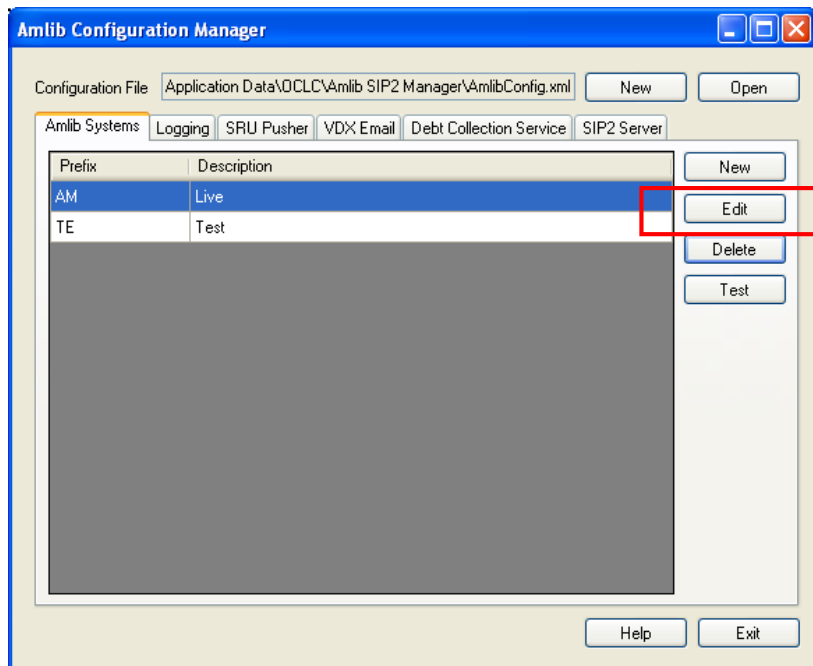 Amlib Configuration Manager
Configuration File Application Data\OCLC\Amlib SIP2 Manager\AmlibConfig.xml New Open
Amlib Systems Logging SRU Pusher VDX Email Debt Collection Service SIP2 Server
Prefix Description New
AM Live Edit
TE Test
Delete
Test
Help Exit